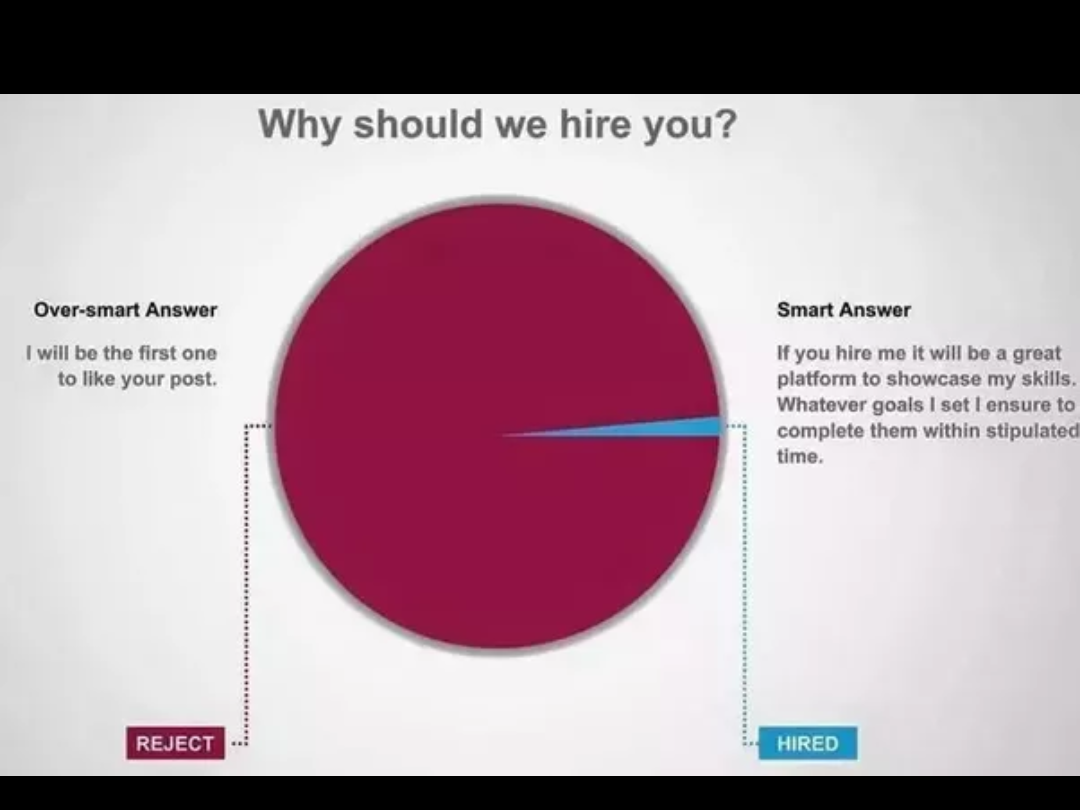 Why should we hire you?
Over-smart Answer
I will be the first one
to like your post.
Smart Answer
If you hire me it will be a great
platform to showcase my skills.
Whatever goals I set I ensure to
complete them within stipulated
time.
REJECT
HIRED